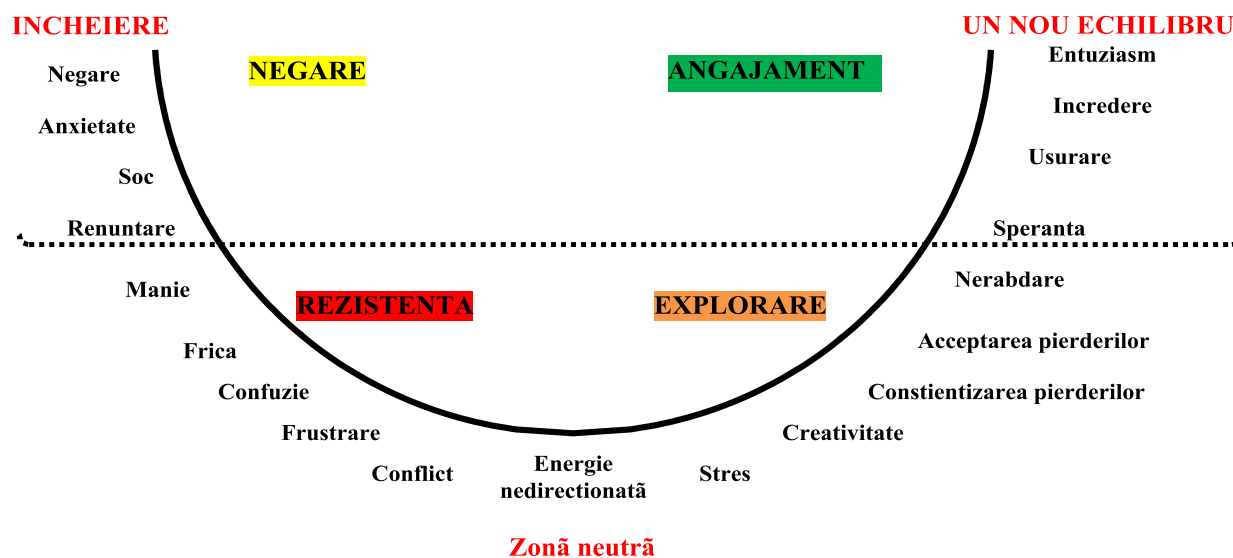 INCHEIERE
UN NOU ECHILIBRU
Negare
NEGARE
ANGAJAMENT
Entuziasm
Anxietate
Incredere
Soc
Usurare
Renuntare
Speranta
Manie
REZISTENTA
EXPLORARE
Nerabdare
Frica
Acceptarea pierderilor
Confuzie
Constientizarea pierderilor
Frustrare
Creativitate
Conflict
Energie
nedirectionatã
Stres
Zonã neutrã